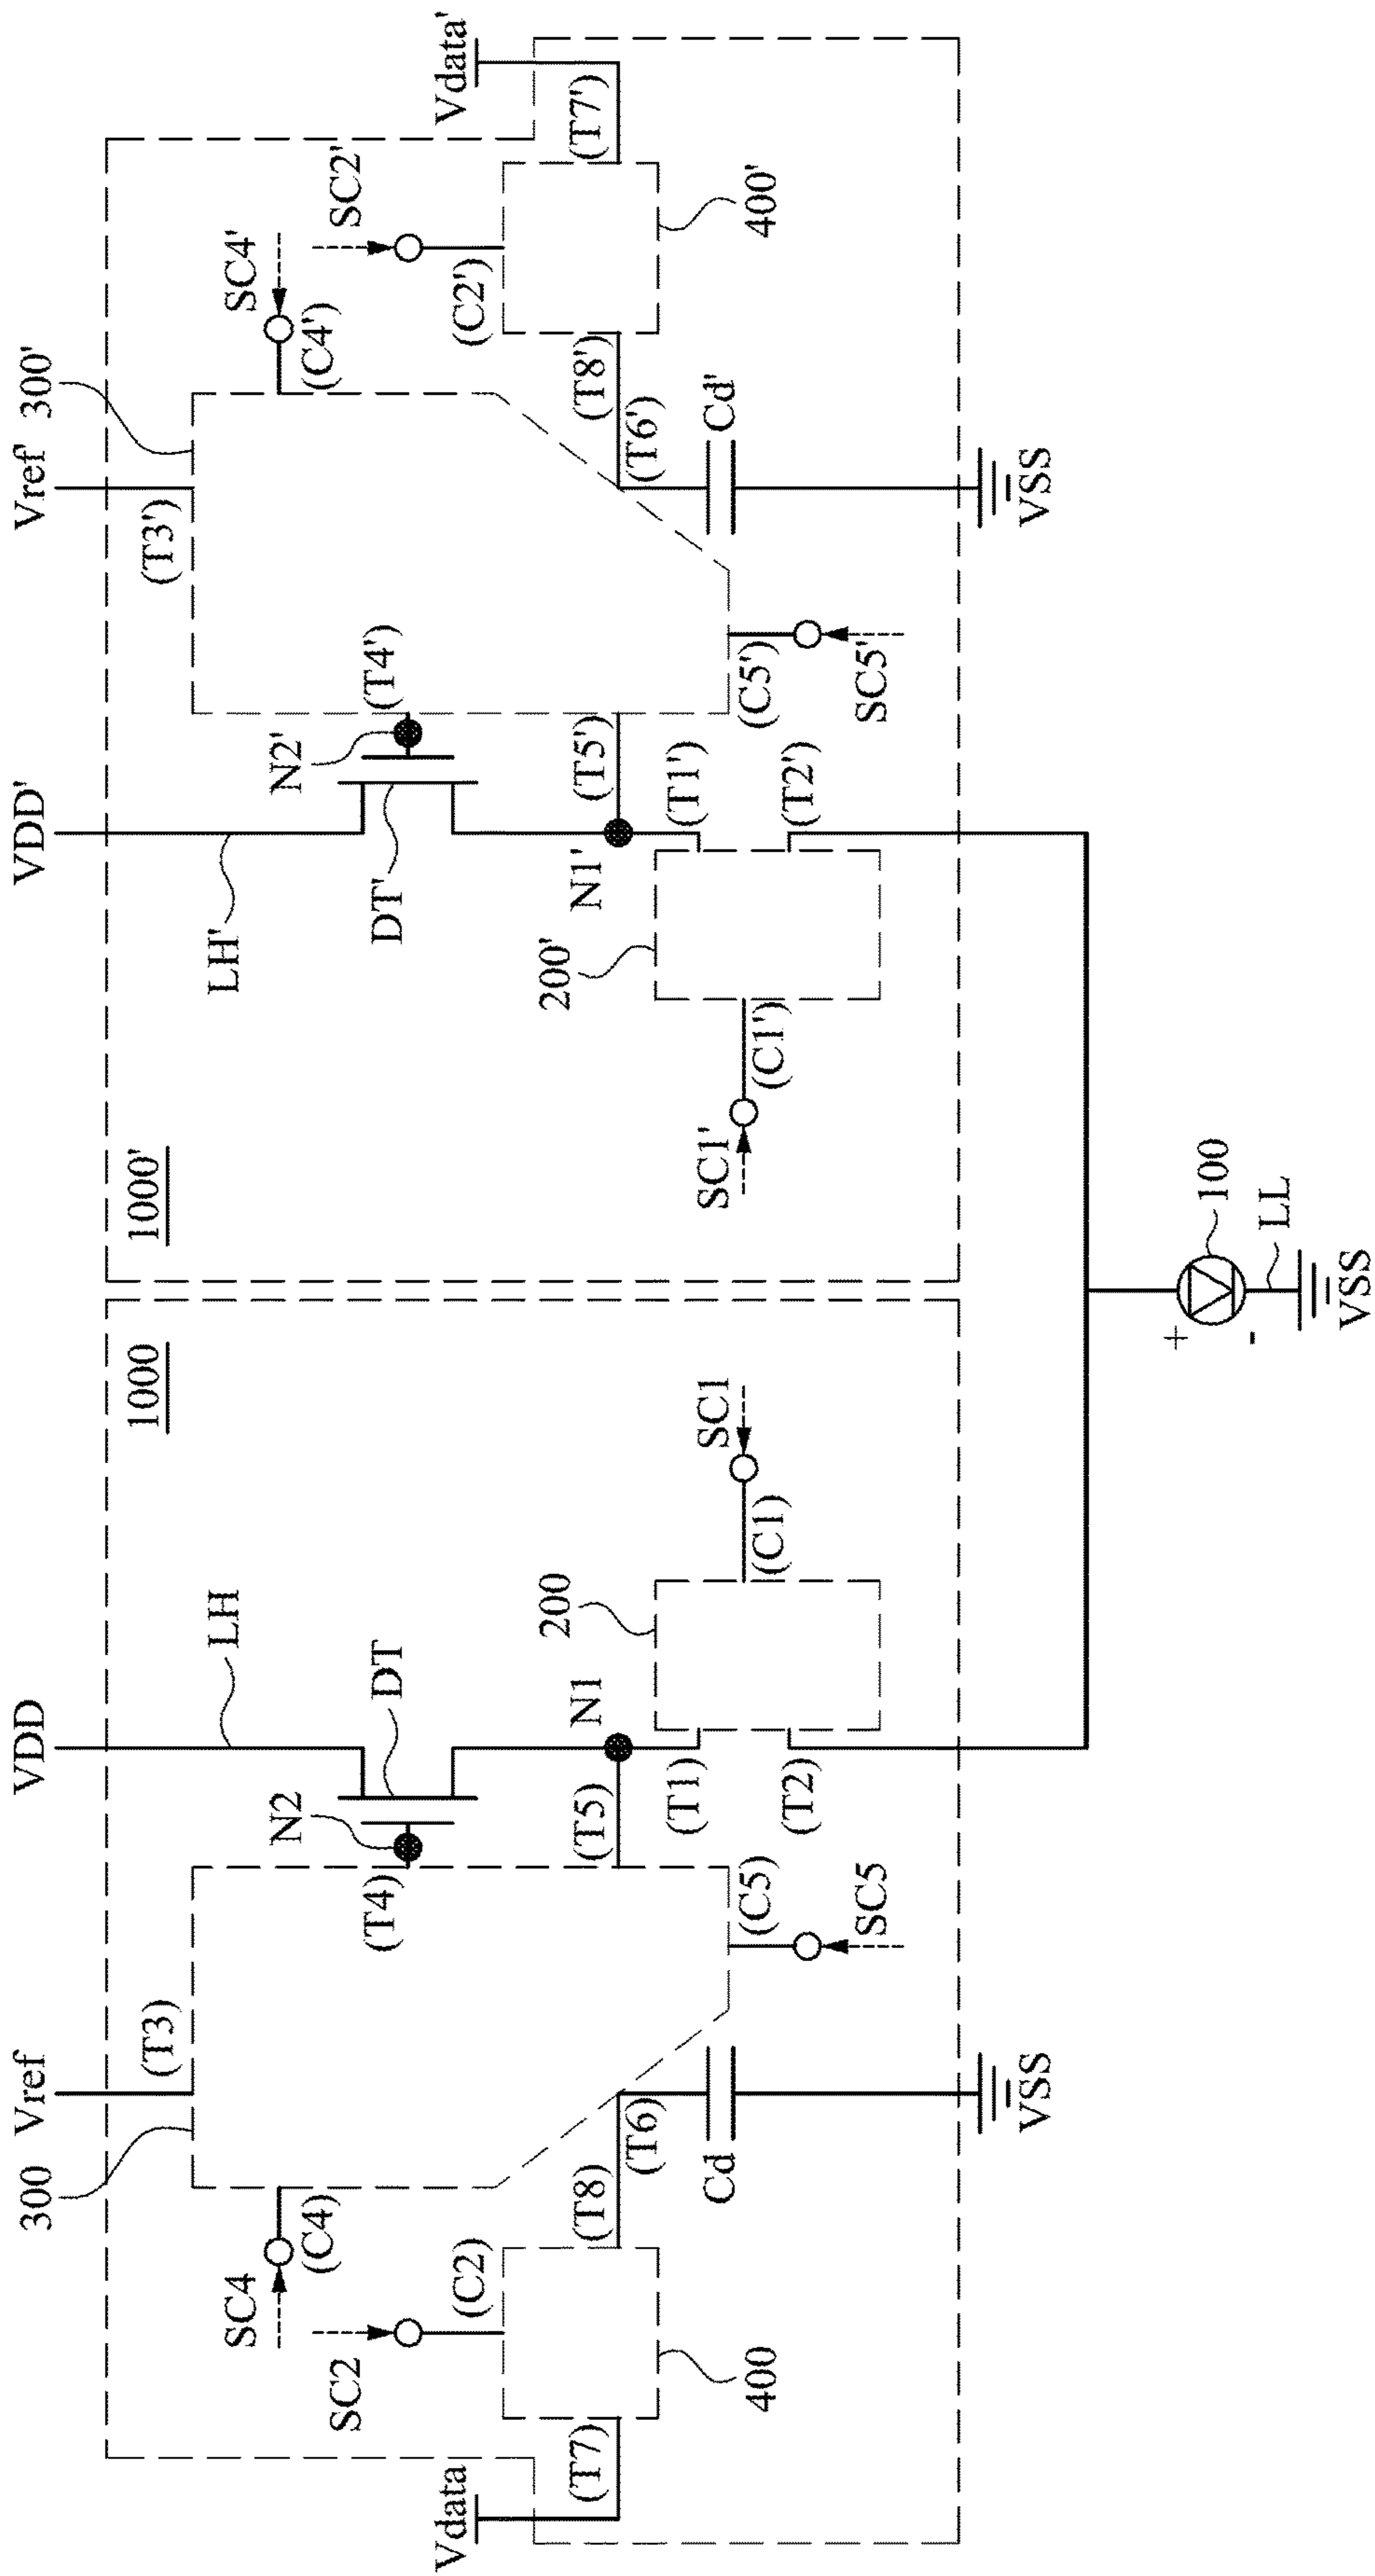 Vref
VDD
VDD'
Vref'
300
(T3)
LH
1000
1000'
LH'
(T3')
300'
SC4
(C4)
N2
(T4)
DT
DT'
N2'
(T4')
(C4')
SC4'
SC2
(C2)
SC2'
(C2')
Vdata
Vdata'
(T7)
400
(T8)
(T6)
Cd
(T5)
N1
(T1)
(T2)
200
(C1)
SC1
SC1'
(C1')
200'
N1'
(T1')
(T2')
(T5')
(T6')
(T8')
Cd'
400'
(T7')
(C5)
SC5
(C5')
SC5'
VSS
VSS
+
-
100
LL
VSS